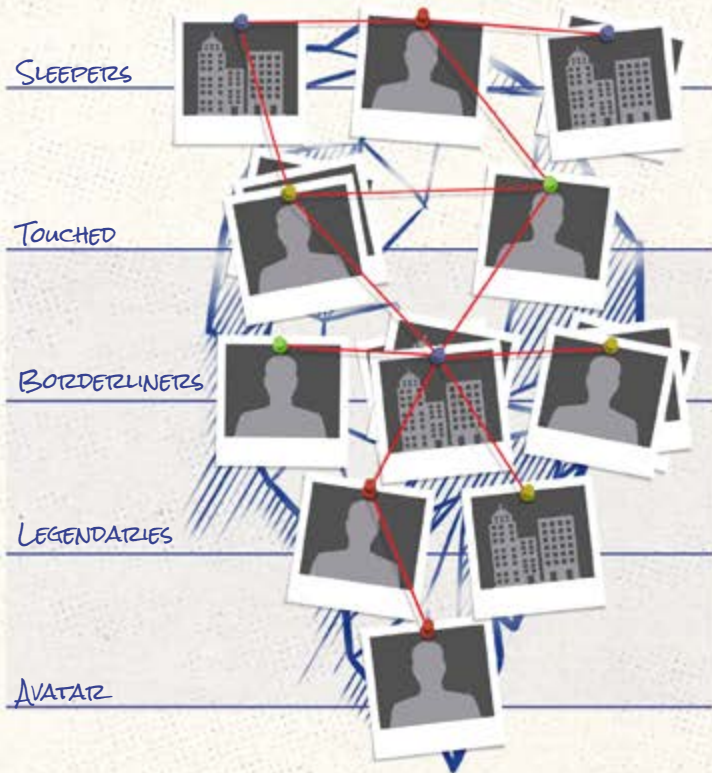 SLEEPERS
TOUCHED
BORDERLINERS
LEGENDARIES
AVATAR